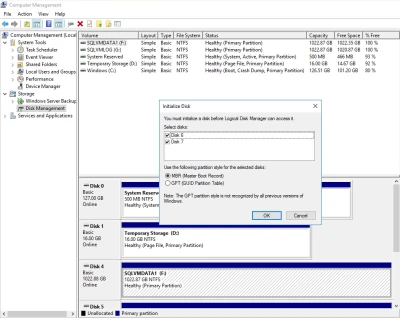 Computer Management
File Action View Help
Computer Management (Local
System Tools
Task Scheduler
Event Viewer
Shared Folders
Local Users and Groups
Performance
Device Manager
Storage
Windows Server Backup
Disk Management
Services and Applications
Volume Layout Type File System Status Capacity Free Space % Free
SQLVMDATA1 (F:) Simple Basic NTFS Healthy (Primary Partition) 1022.87 GB 1022.35 GB 100 %
SQLVMLOG (G:) Simple Basic NTFS Healthy (Primary Partition) 1022.87 GB 1020.68 GB 100 %
System Reserved Simple Basic NTFS Healthy (System, Active, Primary Partition) 500 MB 466 MB 93 %
Temporary Storage (D:) Simple Basic NTFS Healthy (Page File, Primary Partition) 16.00 GB 14.67 GB 92 %
Windows (C:) Simple Basic NTFS Healthy (Boot, Crash Dump, Primary Partition) 126.51 GB 101.20 GB 80 %
Initialize Disk
You must initialize a disk before Logical Disk Manager can access it.
Select disks:
Disk 6
Disk 7
Use the following partition style for the selected disks:
MBR (Master Boot Record)
GPT (GUID Partition Table)
Note: The GPT partition style is not recognized by all previous versions of
Windows.
OK Cancel
Disk 0
Basic
127.00 GB
Online
System Reserve
500 MB NTFS
Healthy (System
Disk 1
Basic
16.00 GB
Online
Temporary Storage (D:)
16.00 GB NTFS
Healthy (Page File, Primary Partition)
Disk 4
Basic
1022.88 GB
Online
SQLVMDATA1 (F:)
1022.87 GB NTFS
Healthy (Primary Partition)
Disk 5
Unallocated Primary partition